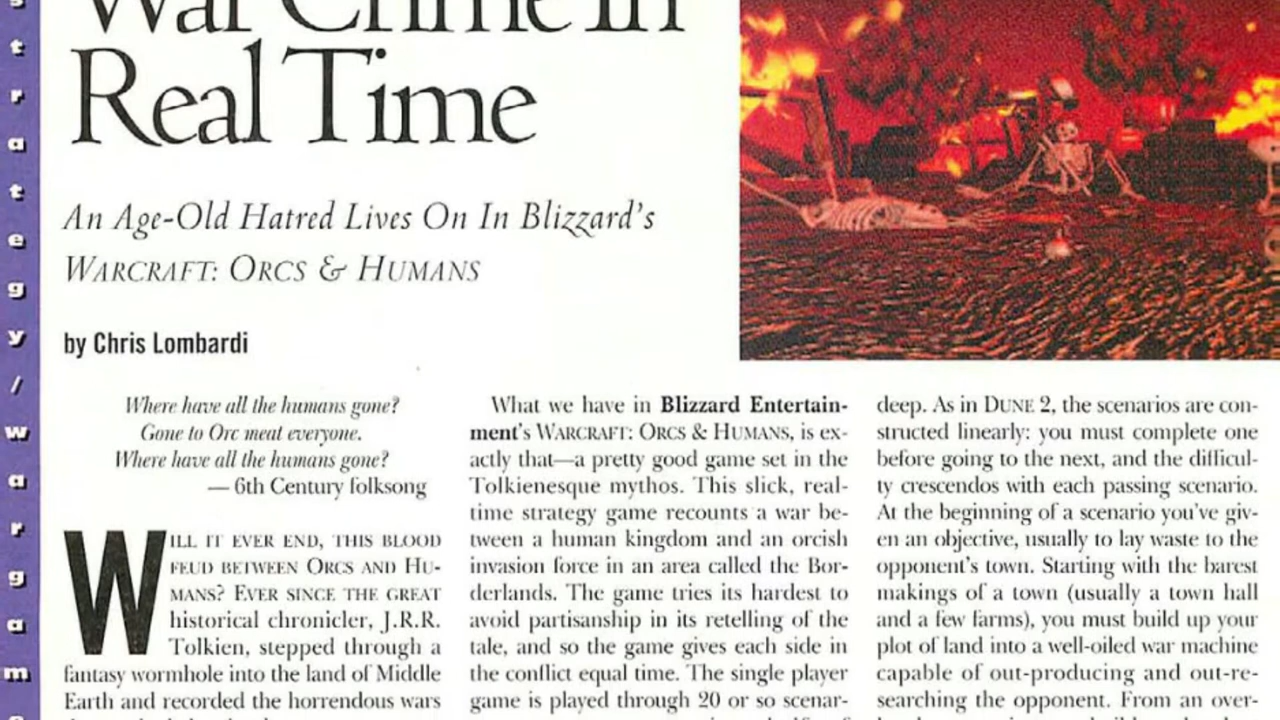 War Crime In
Real Time
An Age-Old Hatred Lives On In Blizzard's
WARCRAFT: ORCS & HUMANS
by Chris Lombardi
Where have all the humans gone?
Gone to Orc meat everyone.
Where have all the humans gone?
— 6th Century folksong
WILL IT EVER END, THIS BLOOD
FEUD BETWEEN ORCS AND HU-
MANS? EVER SINCE THE GREAT
historical chronicler, J.R.R.
Tolkien, stepped through a
fantasy wormhole into the land of Middle
Earth and recorded the horrendous wars
What we have in Blizzard Entertain-
ment's WARCRAFT: ORCS & HUMANS, is ex-
actly that—a pretty good game set in the
Tolkienesque mythos. This slick, real-
time strategy game recounts a war be-
tween a human kingdom and an orcish
invasion force in an area called the Bor-
derlands. The game tries its hardest to
avoid partisanship in its retelling of the
tale, and so the game gives each side in
the conflict equal time. The single player
game is played through 20 or so scenar-
deep. As in DUNE 2, the scenarios are con-
structed linearly: you must complete one
before going to the next, and the difficul-
ty crescendos with each passing scenario.
At the beginning of a scenario you've giv-
en an objective, usually to lay waste to the
opponent's town. Starting with the barest
makings of a town (usually a town hall
and a few farms), you must build up your
plot of land into a well-oiled war machine
capable of out-producing and out-re-
searching the opponent. From an over-
strategy/wargam